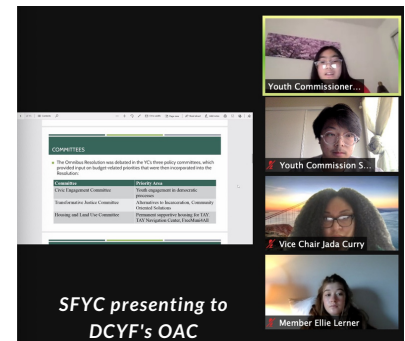 COMMITTEES
The Omnibus Resolution was debated in the YC's three policy committees, which
provided input on budget-related priorities that were then incorporated into the
Resolution:
Committee Priority Area
Civic Engagement Committee Youth engagement in democratic
processes
Transformative Justice Committee Alternatives to Incarceration, Community
Oriented Solutions
Housing and Land Use Committee Permanent supportive housing for TAY
TAY Navigation Center, FreeMuni4All
SFYC presenting to
DCYF's OAC
Youth Commissioner...
Youth Commission S...
Vice Chair Jada Curry
Member Ellie Lerner